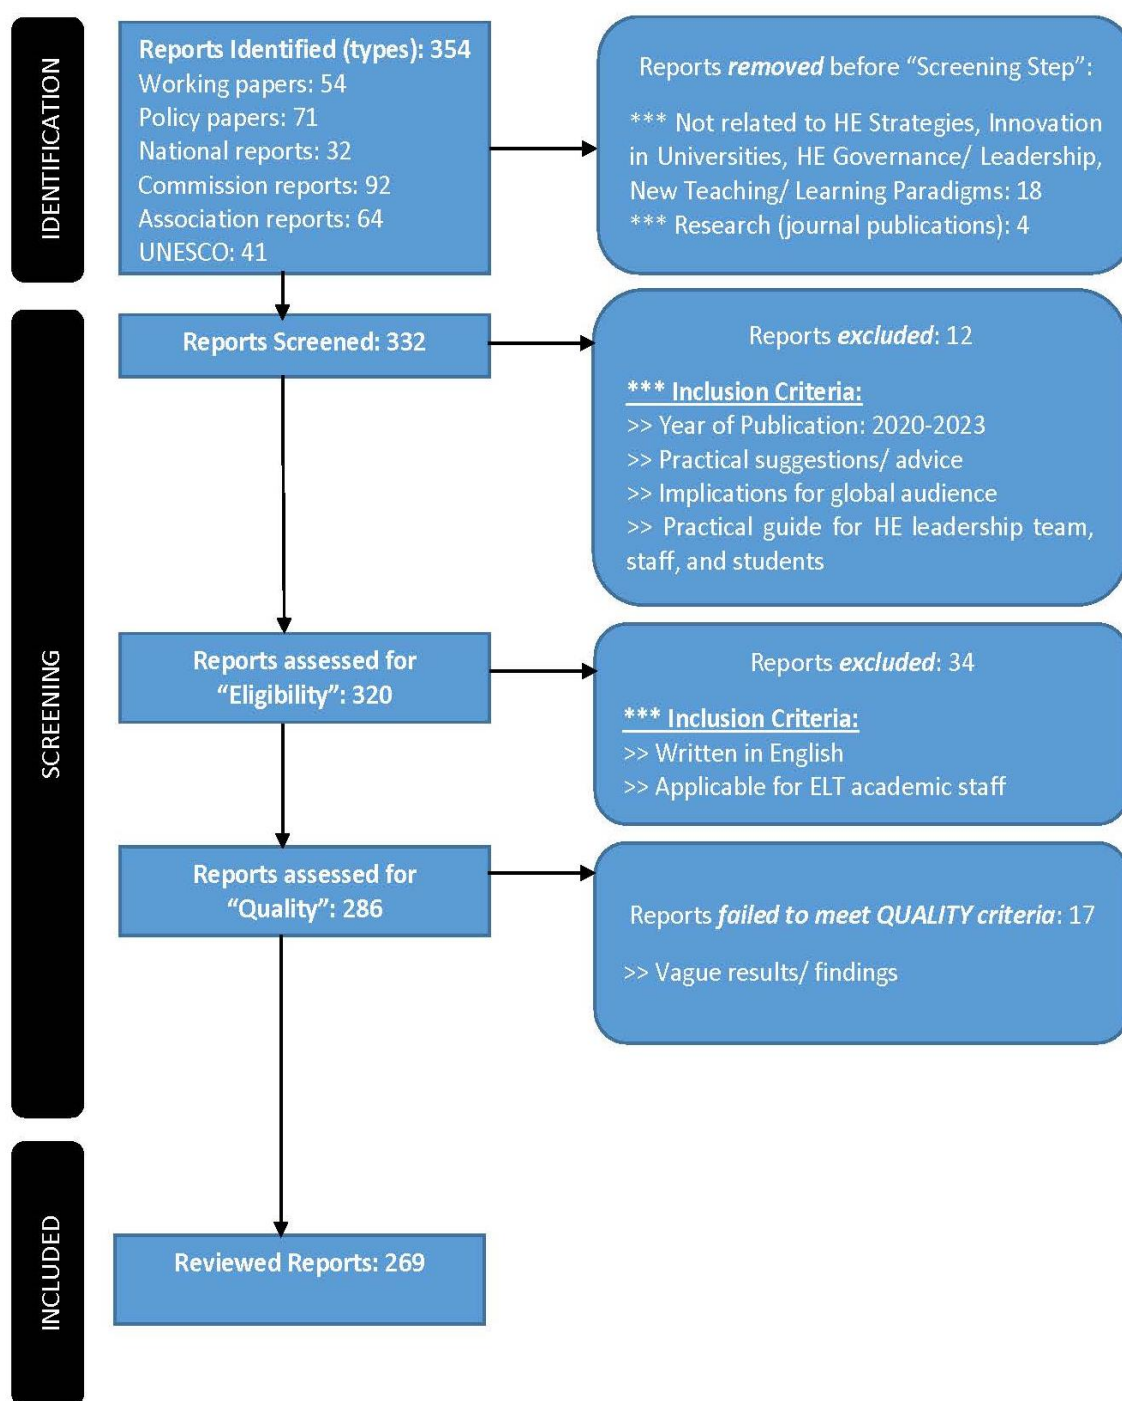 IDENTIFICATION
Reports Identified (types): 354
Working papers: 54
Policy papers: 71
National reports: 32
Commission reports: 92
Association reports: 64
UNESCO: 41
Reports removed before “Screening Step”:
*** Not related to HE Strategies, Innovation
in Universities, HE Governance/ Leadership,
New Teaching/ Learning Paradigms: 18
*** Research (journal publications): 4
SCREENING
Reports Screened: 332
Reports excluded: 12
*** Inclusion Criteria:
>> Year of Publication: 2020-2023
>> Practical suggestions/ advice
>> Implications for global audience
>> Practical guide for HE leadership team,
staff, and students
Reports assessed for
“Eligibility”: 320
Reports excluded: 34
*** Inclusion Criteria:
>> Written in English
>> Applicable for ELT academic staff
Reports assessed for
“Quality”: 286
Reports failed to meet QUALITY criteria: 17
>> Vague results/ findings
INCLUDED
Reviewed Reports: 269